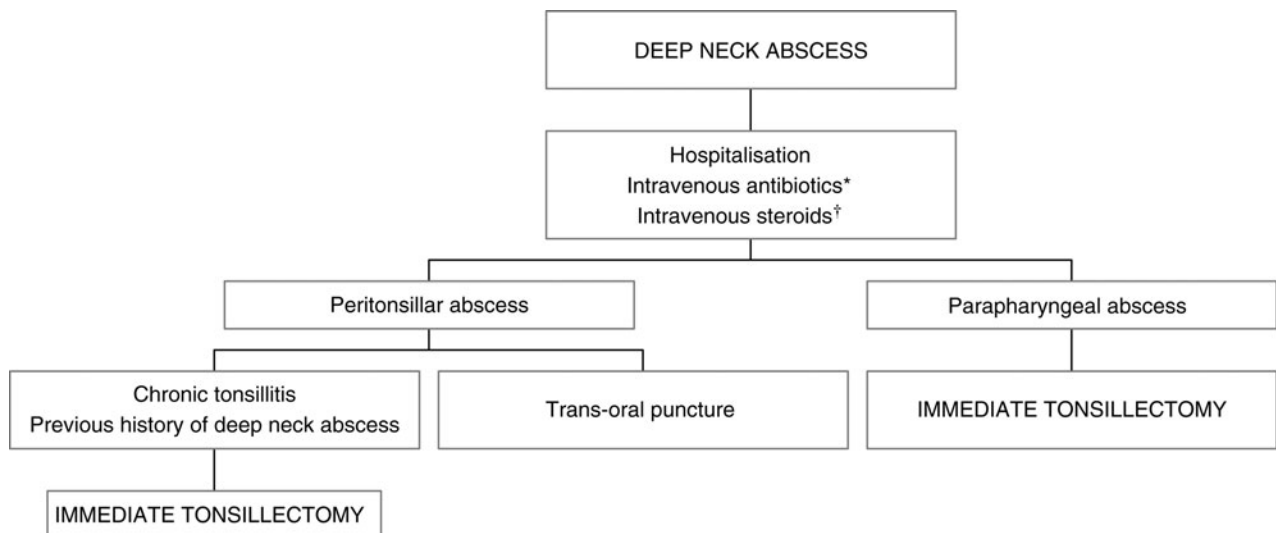 DEEP NECK ABSCESS
Hospitalisation
Intravenous antibiotics*
Intravenous steroids†
Peritonsillar abscess
Parapharyngeal abscess
Chronic tonsillitis
Previous history of deep neck abscess
Trans-oral puncture
IMMEDIATE TONSILLECTOMY
IMMEDIATE TONSILLECTOMY